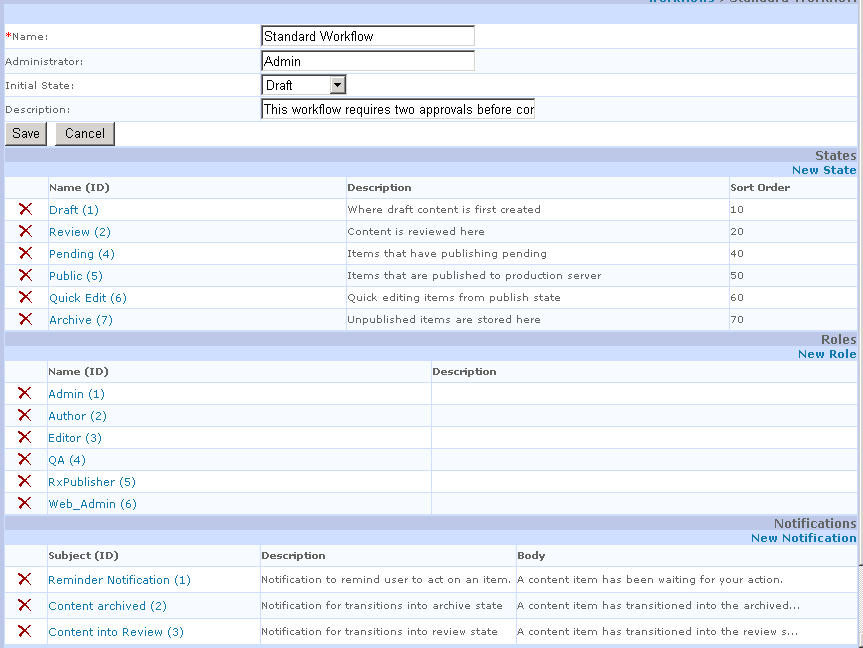 Workflows > Standard Workflow
*Name: Standard Workflow
Administrator: Admin
Initial State: Draft
Description: This workflow requires two approvals before cor
Save Cancel
States
New State
Name (ID) Description Sort Order
Draft (1) Where draft content is first created 10
Review (2) Content is reviewed here 20
Pending (4) Items that have publishing pending 40
Public (5) Items that are published to production server 50
Quick Edit (6) Quick editing items from publish state 60
Archive (7) Unpublished items are stored here 70
Roles
New Role
Name (ID) Description
Admin (1)
Author (2)
Editor (3)
QA (4)
RxPublisher (5)
Web_Admin (6)
Notifications
New Notification
Subject (ID) Description Body
Reminder Notification (1) Notification to remind user to act on an item. A content item has been waiting for your action.
Content archived (2) Notification for transitions into archive state A content item has transitioned into the archived...
Content into Review (3) Notification for transitions into review state A content item has transitioned into the review s...